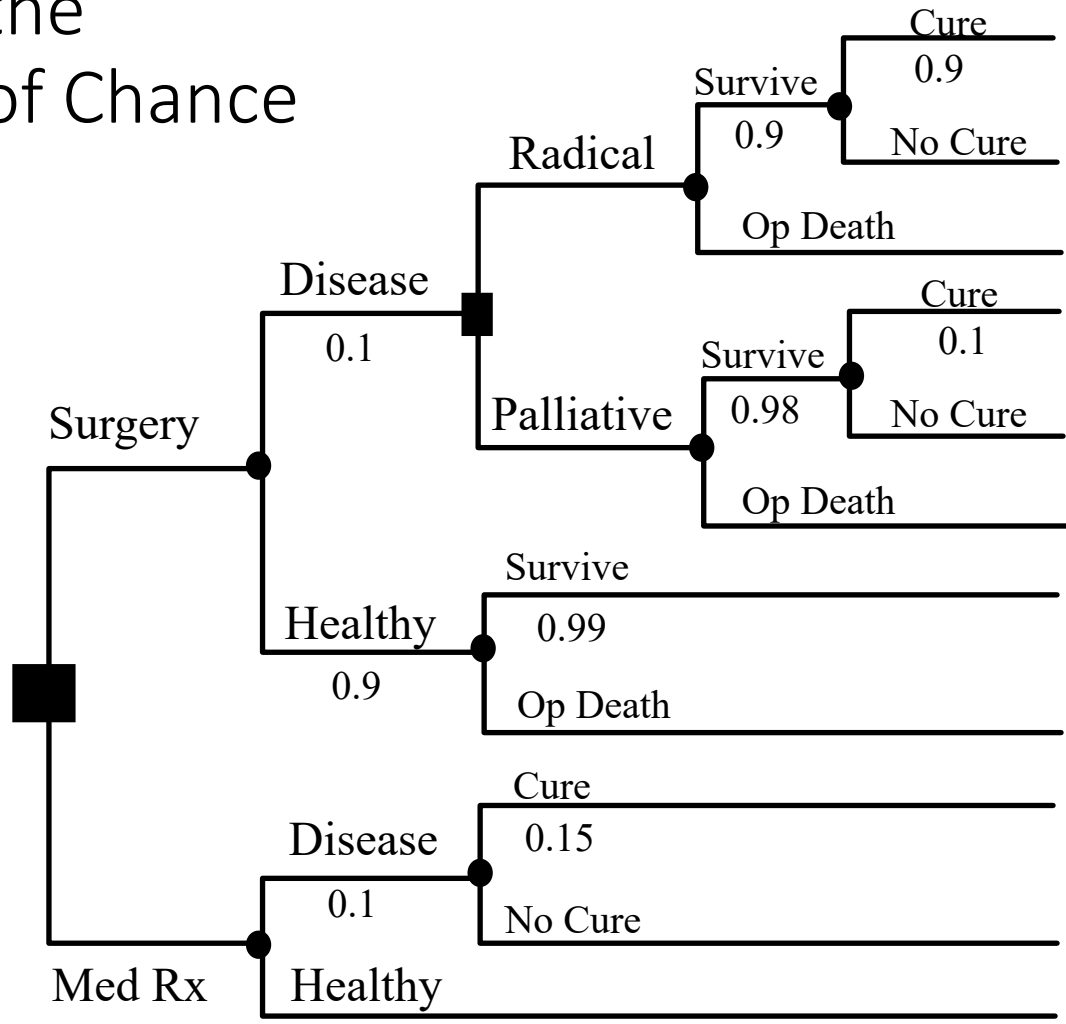 the
of Chance
Cure
0.9
Survive
0.9
No Cure
Radical
Op Death
Disease
0.1
Cure
0.1
Survive
0.98
No Cure
Palliative
Op Death
Surgery
Survive
0.99
Healthy
0.9
Op Death
Cure
0.15
Disease
0.1
No Cure
Med Rx
Healthy